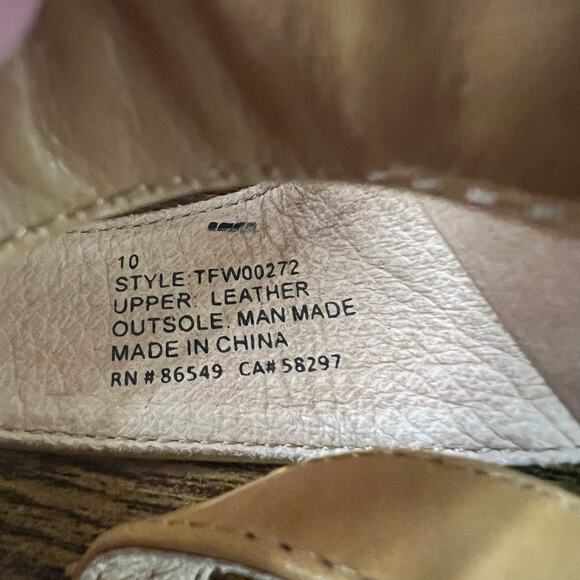 10
STYLE:TFW00272
UPPER: LEATHER
OUTSOLE: MAN MADE
MADE IN CHINA
RN # 86549 CA# 58297